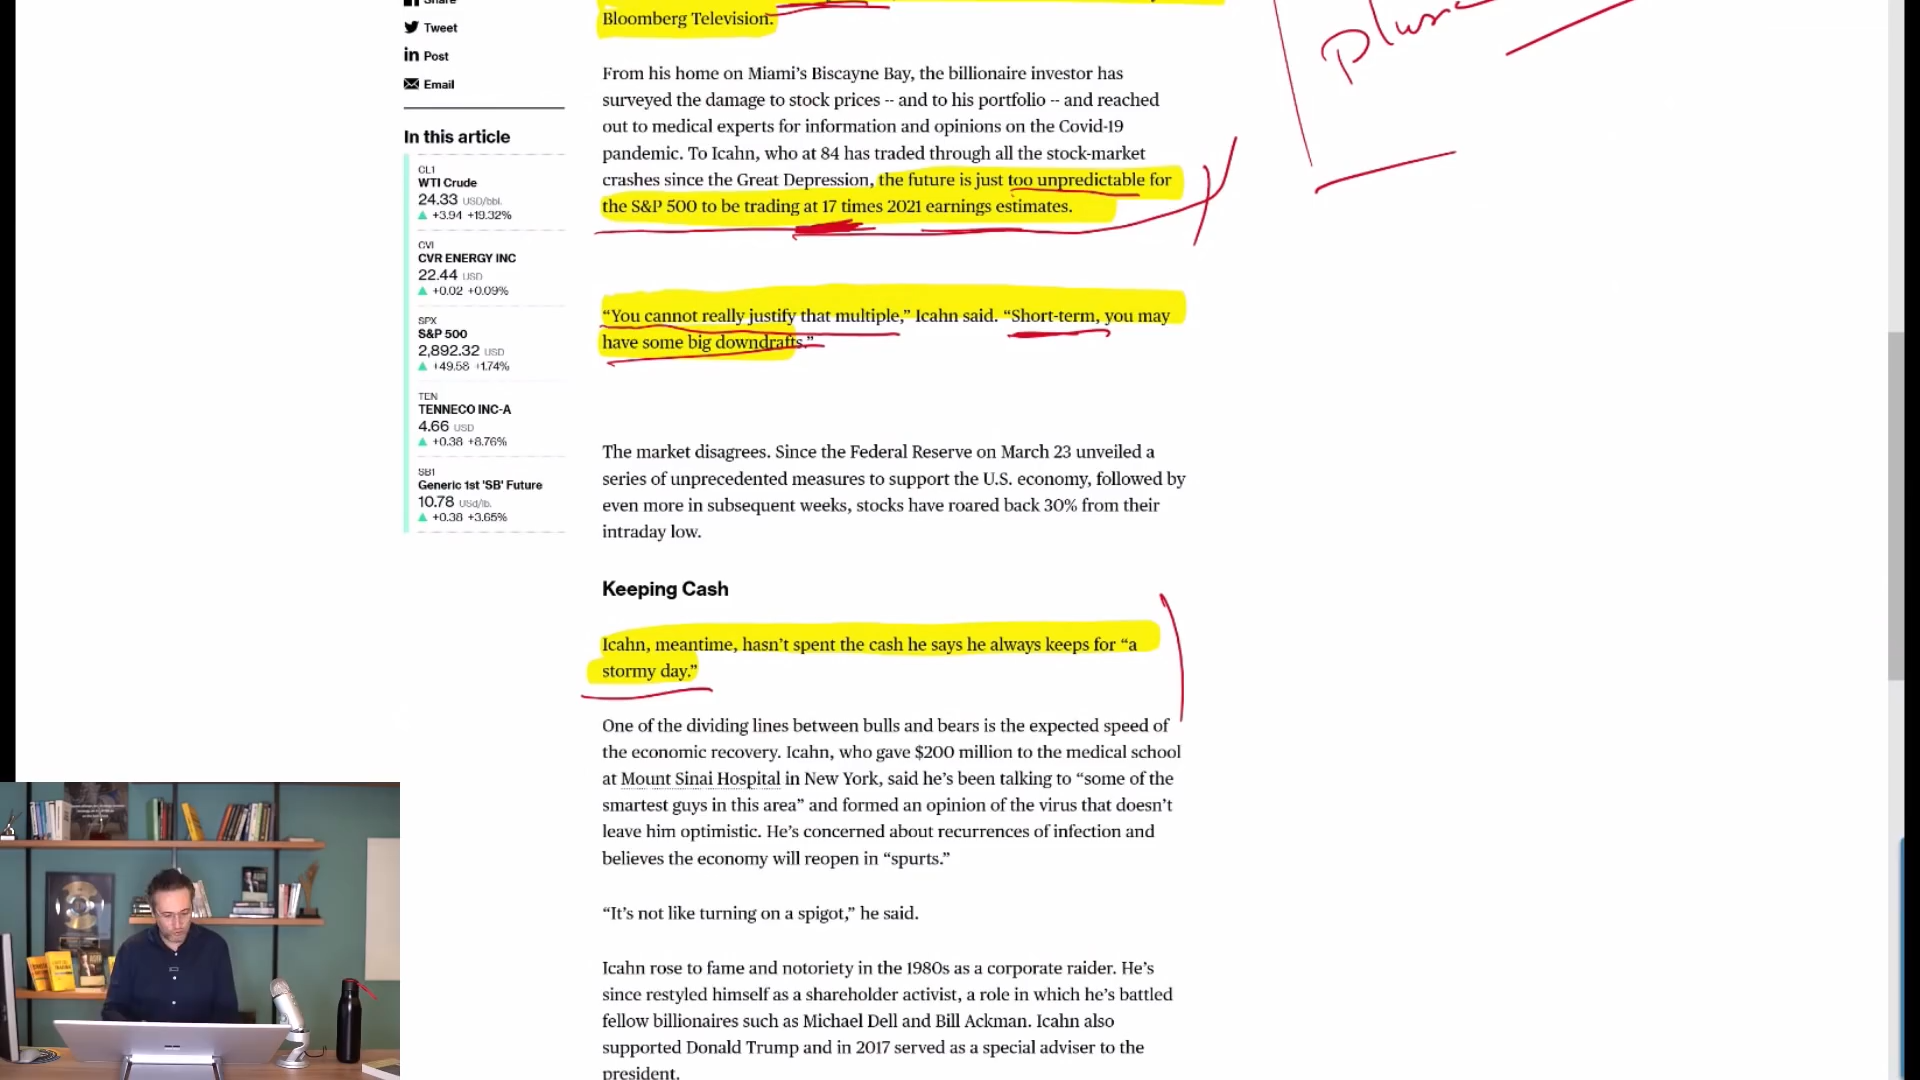 Share
Tweet
Post
Email
In this article
CL1
WTI Crude
24.33 USD/bbl.
▲ +3.94 +19.32%
CVI
CVR ENERGY INC
22.44 USD
▲ +0.02 +0.09%
SPX
S&P 500
2,892.32 USD
▲ +49.58 +1.74%
TEN
TENNECO INC-A
4.66 USD
▲ +0.38 +8.76%
SB1
Generic 1st 'SB' Future
10.78 USd/lb.
▲ +0.38 +3.65%
Bloomberg Television.
From his home on Miami’s Biscayne Bay, the billionaire investor has
surveyed the damage to stock prices -- and to his portfolio -- and reached
out to medical experts for information and opinions on the Covid-19
pandemic. To Icahn, who at 84 has traded through all the stock-market
crashes since the Great Depression, the future is just too unpredictable for
the S&P 500 to be trading at 17 times 2021 earnings estimates.
“You cannot really justify that multiple,” Icahn said. “Short-term, you may
have some big downdrafts.”
The market disagrees. Since the Federal Reserve on March 23 unveiled a
series of unprecedented measures to support the U.S. economy, followed by
even more in subsequent weeks, stocks have roared back 30% from their
intraday low.
Keeping Cash
Icahn, meantime, hasn’t spent the cash he says he always keeps for “a
stormy day.”
One of the dividing lines between bulls and bears is the expected speed of
the economic recovery. Icahn, who gave $200 million to the medical school
at Mount Sinai Hospital in New York, said he’s been talking to “some of the
smartest guys in this area” and formed an opinion of the virus that doesn’t
leave him optimistic. He’s concerned about recurrences of infection and
believes the economy will reopen in “spurts.”
“It’s not like turning on a spigot,” he said.
Icahn rose to fame and notoriety in the 1980s as a corporate raider. He’s
since restyled himself as a shareholder activist, a role in which he’s battled
fellow billionaires such as Michael Dell and Bill Ackman. Icahn also
supported Donald Trump and in 2017 served as a special adviser to the
president.